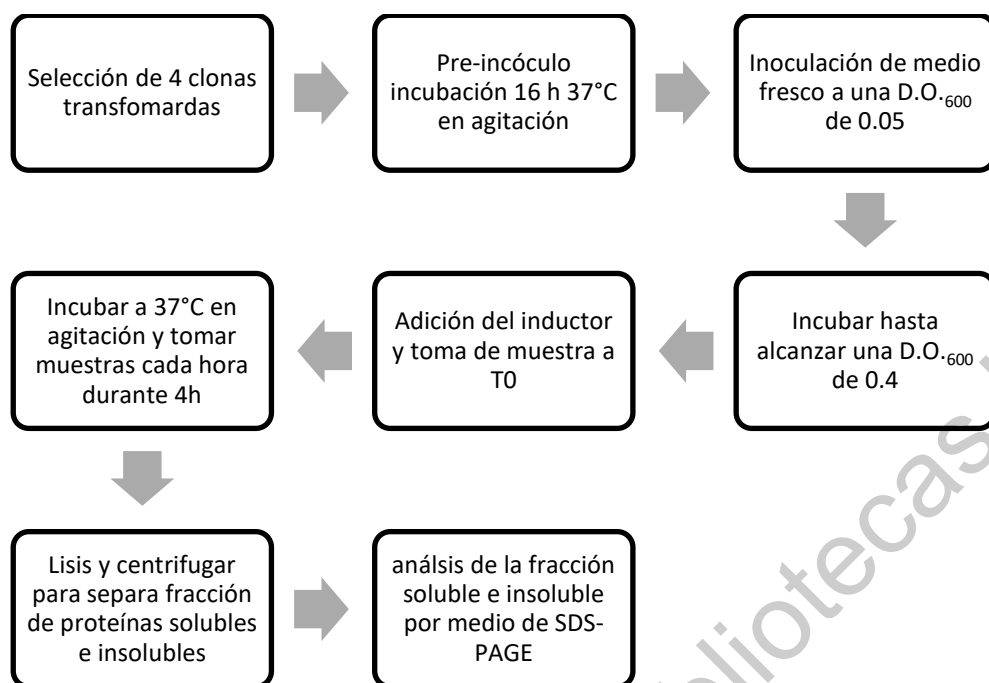 Selección de 4 clonas
transfomardas
Pre-incóculo
incubación 16 h 37°C
en agitación
Inoculación de medio
fresco a una D.O.600
de 0.05
Incubar hasta
alcanzar una D.O.600
de 0.4
Adición del inductor
y toma de muestra a
T0
Incubar a 37°C en
agitación y tomar
muestras cada hora
durante 4h
Lisis y centrifugar
para separa fracción
de proteínas solubles
e insolubles
análsis de la fracción
soluble e insoluble
por medio de SDS-
PAGE
bliotecas